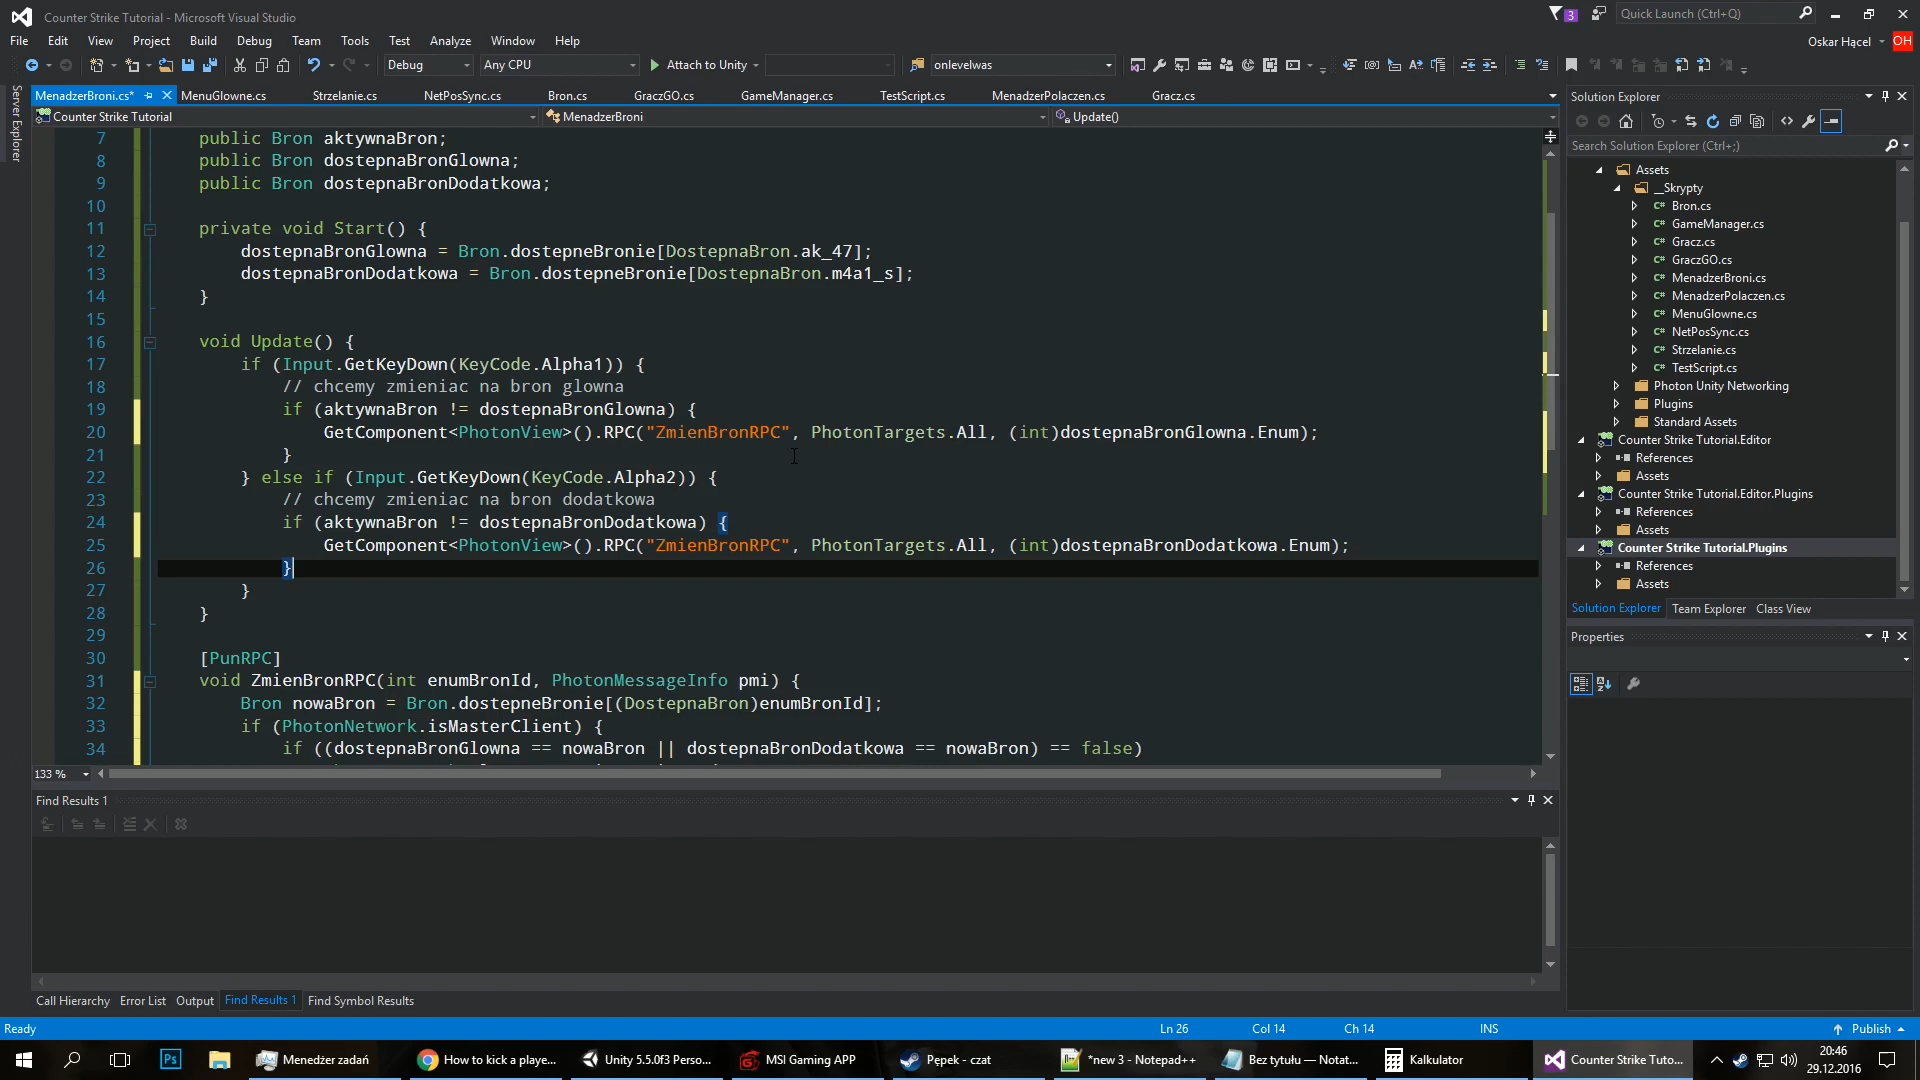 Counter Strike Tutorial - Microsoft Visual Studio
3
Quick Launch (Ctrl+Q)
File Edit View Project Build Debug Team Tools Test Analyze Window Help
Oskar Hącel OH
Debug Any CPU Attach to Unity onlevelwas
Server Explorer
MenadzerBroni.cs* MenuGlowne.cs Strzelanie.cs NetPosSync.cs Bron.cs GraczGO.cs GameManager.cs TestScript.cs MenadzerPolaczen.cs Gracz.cs
Counter Strike Tutorial MenadzerBroni Update()
7 public Bron aktywnaBron;
8 public Bron dostepnaBronGlowna;
9 public Bron dostepnaBronDodatkowa;
10
11 private void Start() {
12 dostepnaBronGlowna = Bron.dostepneBronie[DostepnaBron.ak_47];
13 dostepnaBronDodatkowa = Bron.dostepneBronie[DostepnaBron.m4a1_s];
14 }
15
16 void Update() {
17 if (Input.GetKeyDown(KeyCode.Alpha1)) {
18 // chcemy zmieniac na bron glowna
19 if (aktywnaBron != dostepnaBronGlowna) {
20 GetComponent<PhotonView>().RPC("ZmienBronRPC", PhotonTargets.All, (int)dostepnaBronGlowna.Enum);
21 }
22 } else if (Input.GetKeyDown(KeyCode.Alpha2)) {
23 // chcemy zmieniac na bron dodatkowa
24 if (aktywnaBron != dostepnaBronDodatkowa) {
25 GetComponent<PhotonView>().RPC("ZmienBronRPC", PhotonTargets.All, (int)dostepnaBronDodatkowa.Enum);
26 }
27 }
28 }
29
30 [PunRPC]
31 void ZmienBronRPC(int enumBronId, PhotonMessageInfo pmi) {
32 Bron nowaBron = Bron.dostepneBronie[(DostepnaBron)enumBronId];
33 if (PhotonNetwork.isMasterClient) {
34 if ((dostepnaBronGlowna == nowaBron || dostepnaBronDodatkowa == nowaBron) == false)
133 %
Find Results 1
Call Hierarchy Error List Output Find Results 1 Find Symbol Results
Solution Explorer
Search Solution Explorer (Ctrl+;)
Assets
__Skrypty
C# Bron.cs
C# GameManager.cs
C# Gracz.cs
C# GraczGO.cs
C# MenadzerBroni.cs
C# MenadzerPolaczen.cs
C# MenuGlowne.cs
C# NetPosSync.cs
C# Strzelanie.cs
C# TestScript.cs
Photon Unity Networking
Plugins
Standard Assets
Counter Strike Tutorial.Editor
References
Assets
Counter Strike Tutorial.Editor.Plugins
References
Assets
Counter Strike Tutorial.Plugins
References
Assets
Solution Explorer Team Explorer Class View
Properties
Ready Ln 26 Col 14 Ch 14 INS Publish
Ps Menedżer zadań How to kick a playe... Unity 5.5.0f3 Perso... MSI Gaming APP Pępek - czat *new 3 - Notepad++ Bez tytułu — Notat... Kalkulator Counter Strike Tuto...
20:46
29.12.2016